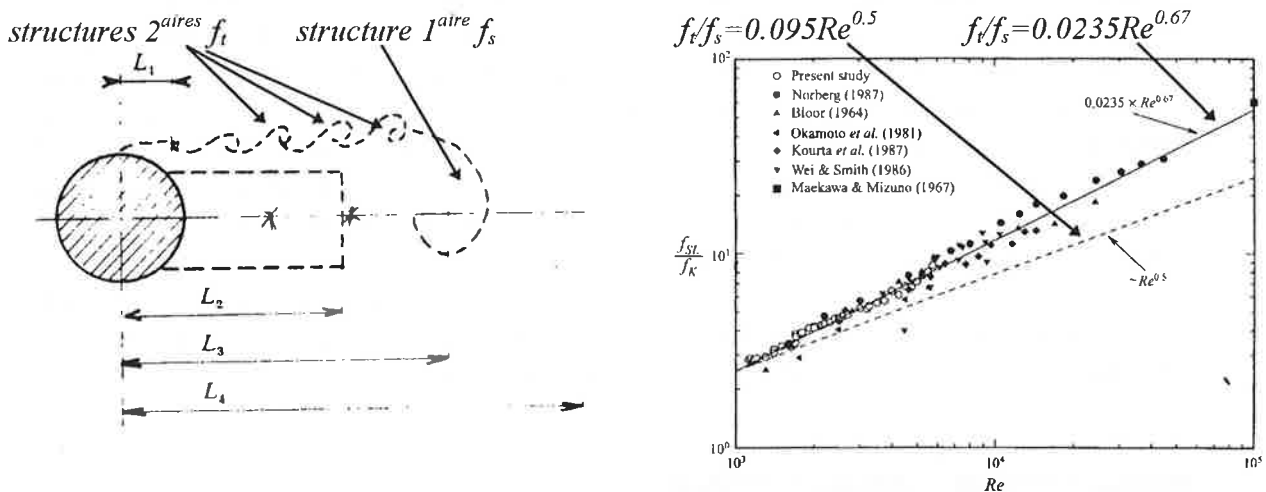 structures 2aires ft structure 1aire fs
L1
L2
L3
L4
ft/fs=0.095Re0.5 ft/fs=0.0235Re0.67
10²
○ Present study
● Norberg (1987)
▲ Bloor (1964)
◄ Okamoto et al. (1981)
◆ Kourta et al. (1987)
▼ Wei & Smith (1986)
■ Maekawa & Mizuno (1967)
0,0235 × Re0.67
fSL
fK
10¹
~Re0.5
10⁰
10³ 10⁴ 10⁵
Re